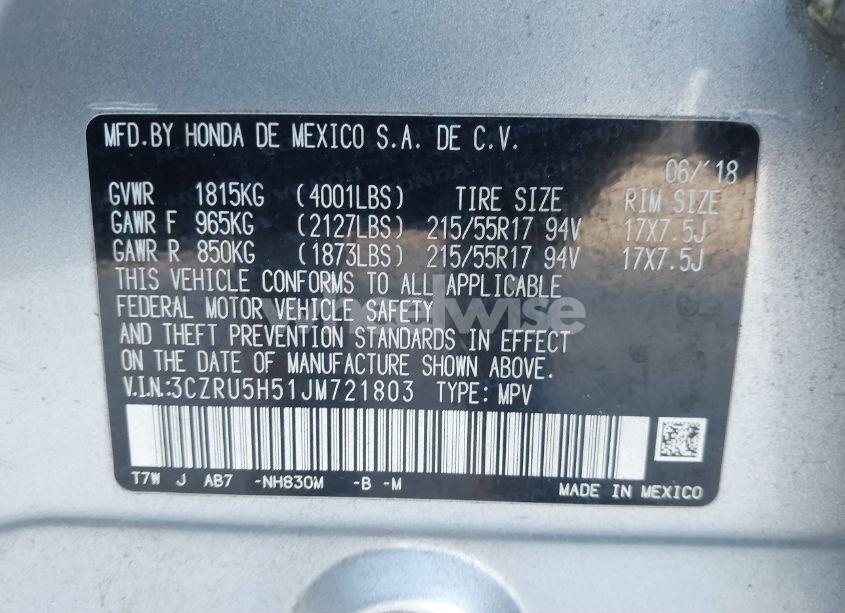 MFD.BY HONDA DE MEXICO S.A. DE C.V.
06/'18
GVWR 1815KG (4001LBS) TIRE SIZE RIM SIZE
GAWR F 965KG (2127LBS) 215/55R17 94V 17X7.5J
GAWR R 850KG (1873LBS) 215/55R17 94V 17X7.5J
THIS VEHICLE CONFORMS TO ALL APPLICABLE
FEDERAL MOTOR VEHICLE SAFETY
AND THEFT PREVENTION STANDARDS IN EFFECT
ON THE DATE OF MANUFACTURE SHOWN ABOVE.
V.I.N.:3CZRU5H51JM721803 TYPE: MPV
T7W J AB7 -NH830M -B -M
MADE IN MEXICO
wheelwise